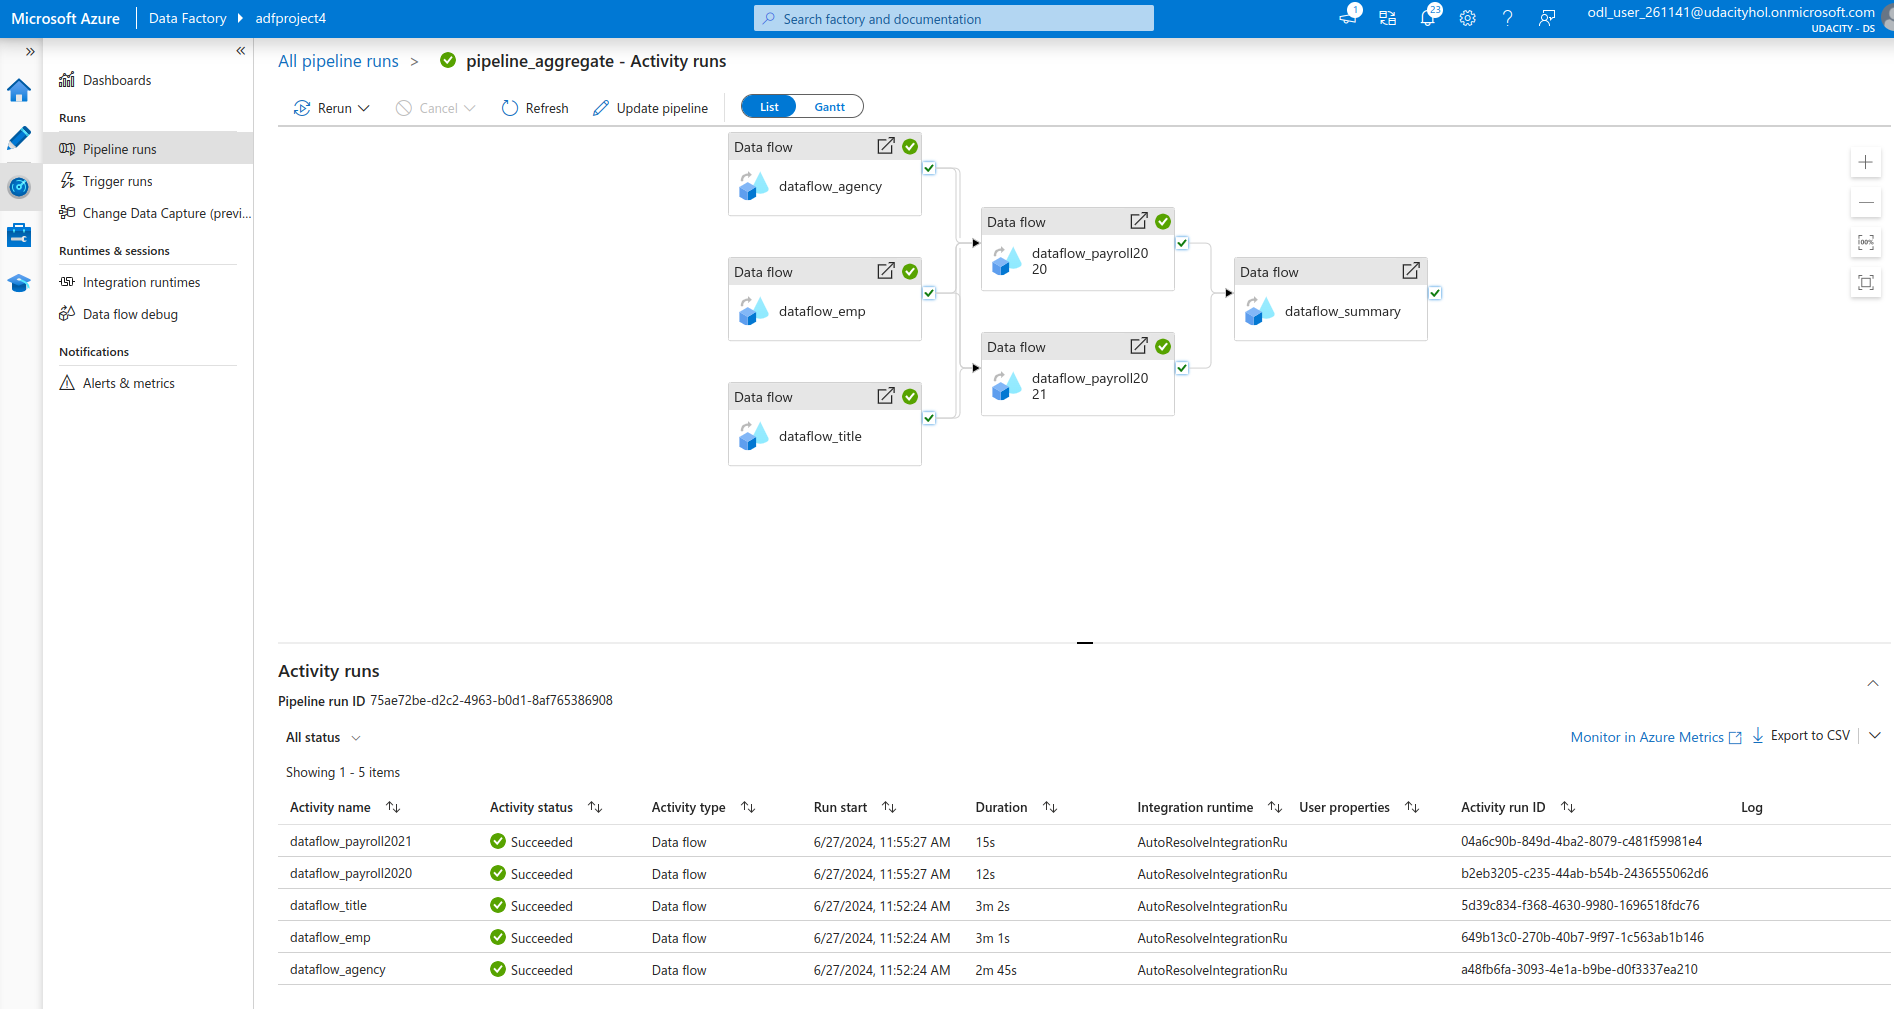 Microsoft Azure
Data Factory
adfproject4
Search factory and documentation
1
23
odl_user_261141@udacityhol.onmicrosoft.com
UDACITY - DS
Dashboards
Runs
Pipeline runs
Trigger runs
Change Data Capture (previ...
Runtimes & sessions
Integration runtimes
Data flow debug
Notifications
Alerts & metrics
All pipeline runs > pipeline_aggregate - Activity runs
Rerun
Cancel
Refresh
Update pipeline
List
Gantt
Data flow
dataflow_agency
Data flow
dataflow_emp
Data flow
dataflow_title
Data flow
dataflow_payroll20
20
Data flow
dataflow_payroll20
21
Data flow
dataflow_summary
100%
Activity runs
Pipeline run ID 75ae72be-d2c2-4963-b0d1-8af765386908
All status
Monitor in Azure Metrics
Export to CSV
Showing 1 - 5 items
Activity name Activity status Activity type Run start Duration Integration runtime User properties Activity run ID Log
dataflow_payroll2021 Succeeded Data flow 6/27/2024, 11:55:27 AM 15s AutoResolveIntegrationRu 04a6c90b-849d-4ba2-8079-c481f59981e4
dataflow_payroll2020 Succeeded Data flow 6/27/2024, 11:55:27 AM 12s AutoResolveIntegrationRu b2eb3205-c235-44ab-b54b-2436555062d6
dataflow_title Succeeded Data flow 6/27/2024, 11:52:24 AM 3m 2s AutoResolveIntegrationRu 5d39c834-f368-4630-9980-1696518fdc76
dataflow_emp Succeeded Data flow 6/27/2024, 11:52:24 AM 3m 1s AutoResolveIntegrationRu 649b13c0-270b-40b7-9f97-1c563ab1b146
dataflow_agency Succeeded Data flow 6/27/2024, 11:52:24 AM 2m 45s AutoResolveIntegrationRu a48fb6fa-3093-4e1a-b9be-d0f3337ea210